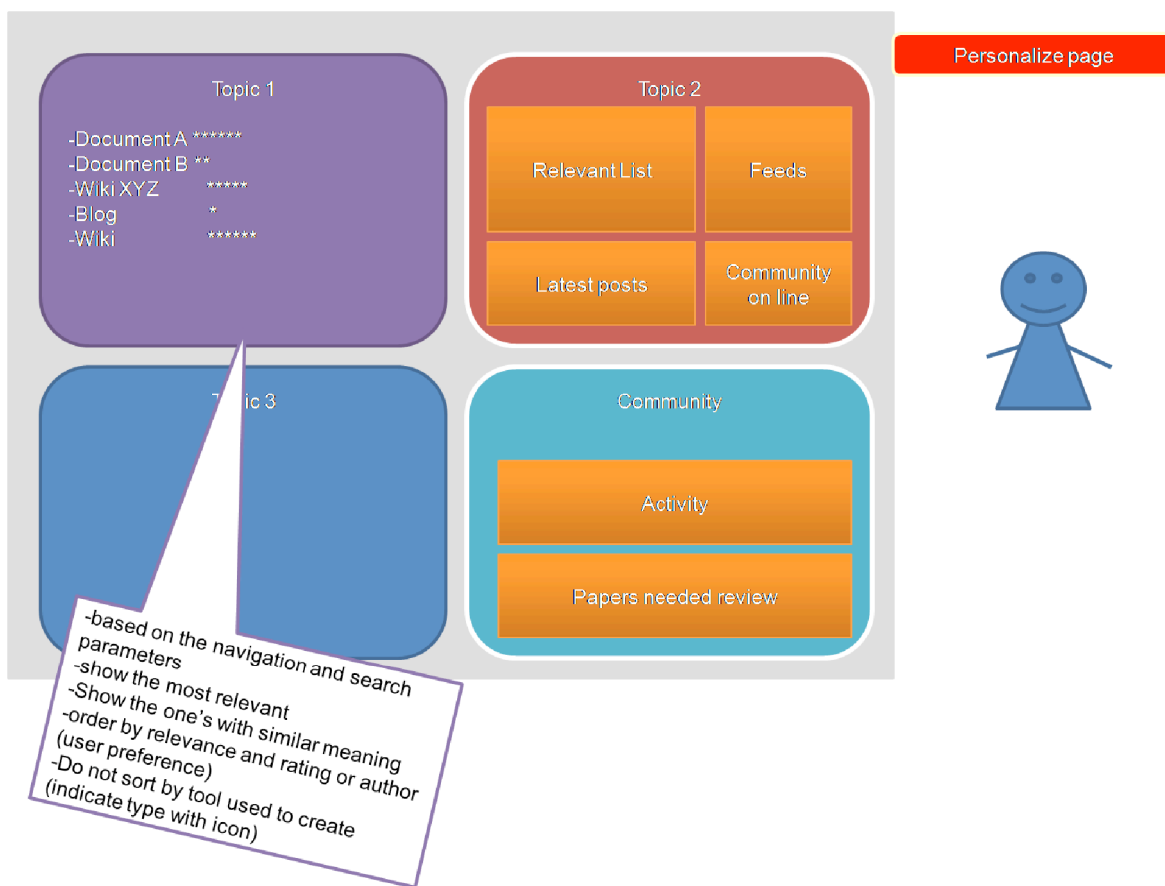 Personalize page
Topic 1
-Document A ******
-Document B **
-Wiki XYZ *****
-Blog *
-Wiki ******
Topic 2
Relevant List
Feeds
Latest posts
Community
on line
Topic 3
Community
Activity
Papers needed review
-based on the navigation and search
parameters
-show the most relevant
-Show the one's with similar meaning
-order by relevance and rating or author
(user preference)
-Do not sort by tool used to create
(indicate type with icon)